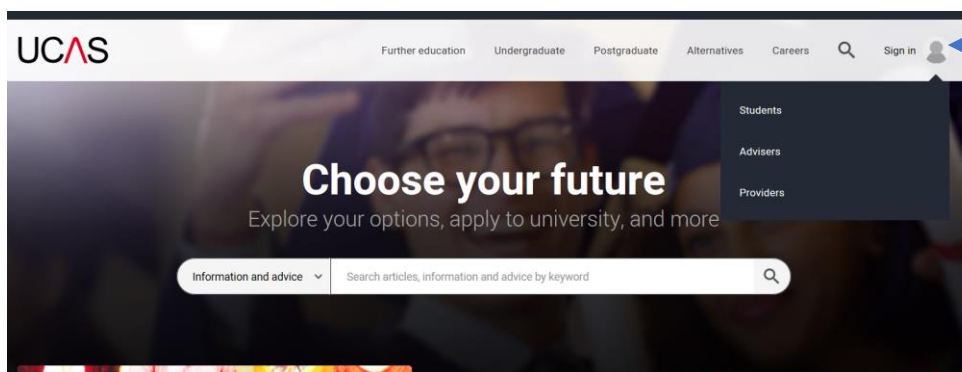 UCAS
Further education Undergraduate Postgraduate Alternatives Careers Sign in
Students
Advisers
Providers
Choose your future
Explore your options, apply to university, and more
Information and advice Search articles, information and advice by keyword